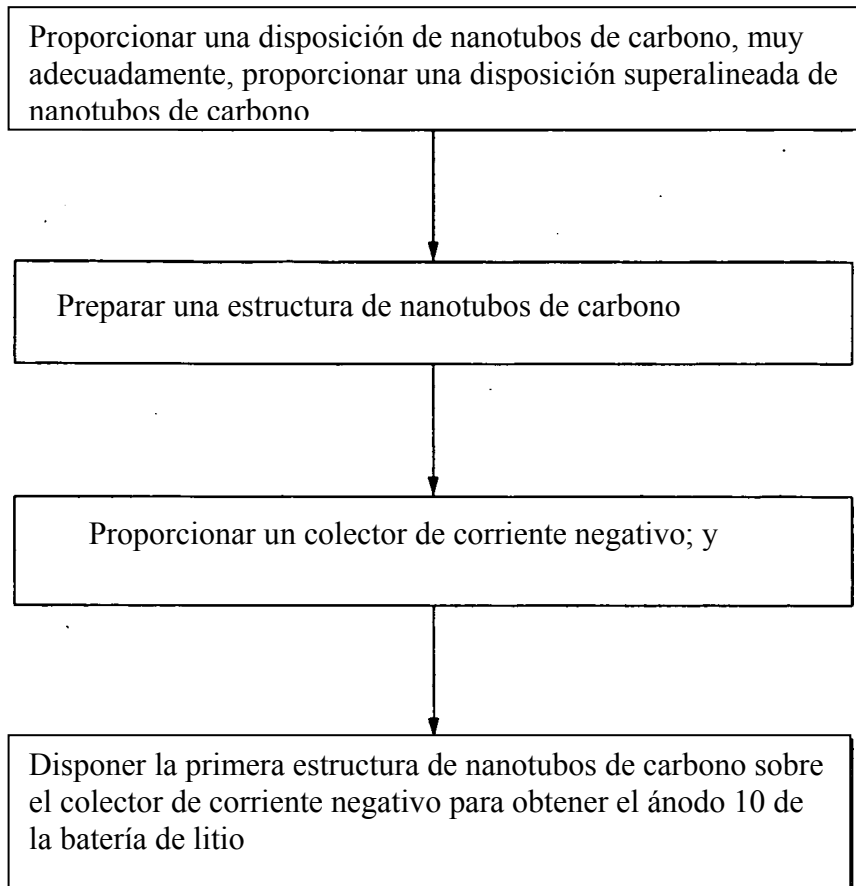 Proporcionar una disposición de nanotubos de carbono, muy
adecuadamente, proporcionar una disposición superalineada de
nanotubos de carbono
Preparar una estructura de nanotubos de carbono
Proporcionar un colector de corriente negativo; y
Disponer la primera estructura de nanotubos de carbono sobre
el colector de corriente negativo para obtener el ánodo 10 de
la batería de litio